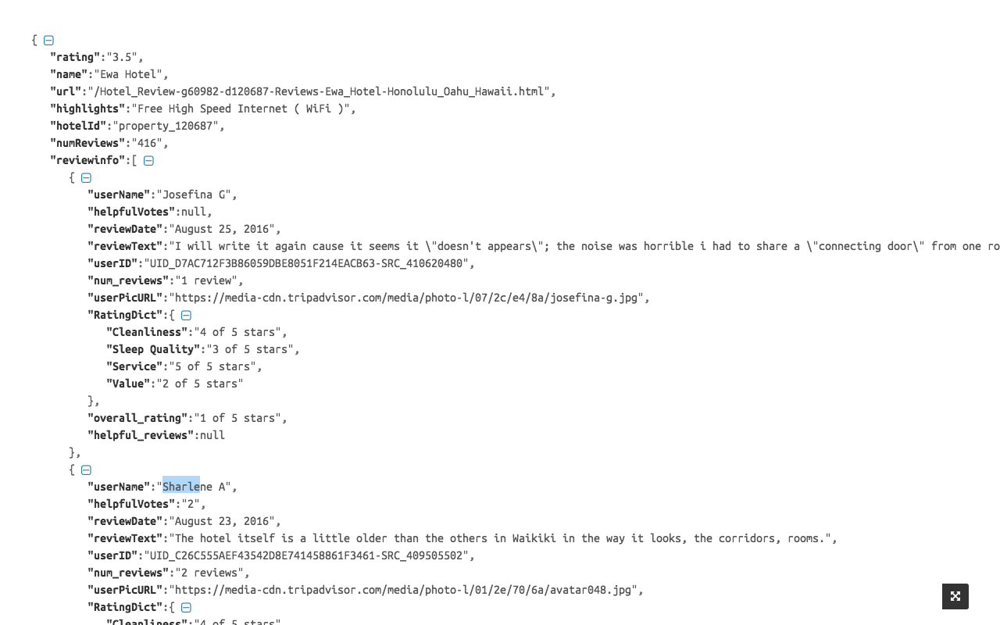 {
"rating":"3.5",
"name":"Ewa Hotel",
"url":"/Hotel_Review-g60982-d120687-Reviews-Ewa_Hotel-Honolulu_Oahu_Hawaii.html",
"highlights":"Free High Speed Internet ( WiFi )",
"hotelId":"property_120687",
"numReviews":"416",
"reviewinfo":[
{
"userName":"Josefina G",
"helpfulVotes":null,
"reviewDate":"August 25, 2016",
"reviewText":"I will write it again cause it seems it \"doesn't appears\"; the noise was horrible i had to share a \"connecting door\" from one ro
"userID":"UID_D7AC712F3B86059DBE8051F214EACB63-SRC_410620480",
"num_reviews":"1 review",
"userPicURL":"https://media-cdn.tripadvisor.com/media/photo-l/07/2c/e4/8a/josefina-g.jpg",
"RatingDict":{
"Cleanliness":"4 of 5 stars",
"Sleep Quality":"3 of 5 stars",
"Service":"5 of 5 stars",
"Value":"2 of 5 stars"
},
"overall_rating":"1 of 5 stars",
"helpful_reviews":null
},
{
"userName":"Sharlene A",
"helpfulVotes":"2",
"reviewDate":"August 23, 2016",
"reviewText":"The hotel itself is a little older than the others in Waikiki in the way it looks, the corridors, rooms.",
"userID":"UID_C26C555AEF43542D8E741458861F3461-SRC_409505502",
"num_reviews":"2 reviews",
"userPicURL":"https://media-cdn.tripadvisor.com/media/photo-l/01/2e/70/6a/avatar048.jpg",
"RatingDict":{
"Cleanliness":"4 of 5 stars"